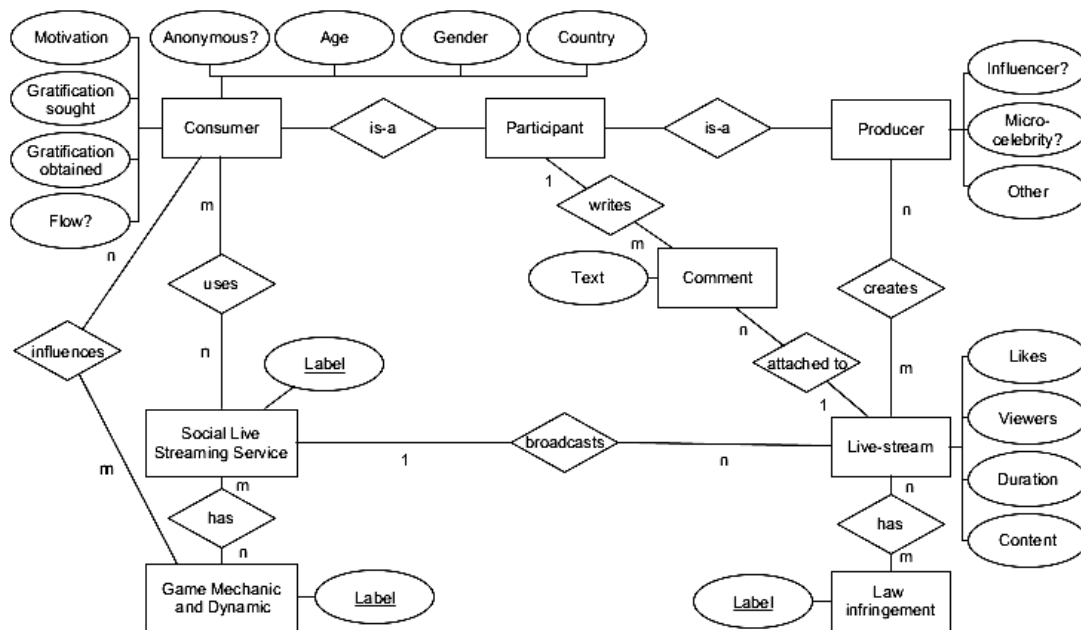 Motivation
Anonymous?
Age
Gender
Country
Influencer?
Gratification
sought
Consumer
is-a
Participant
is-a
Producer
Micro-
celebrity?
Gratification
obtained
1
Other
Flow?
m
writes
n
n
m
Text
Comment
uses
creates
n
influences
n
Label
attached to
Likes
m
1
Social Live
Streaming Service
broadcasts
Live-stream
Viewers
1
n
m
m
n
Duration
has
has
Content
n
m
Game Mechanic
and Dynamic
Label
Label
Law
infringement